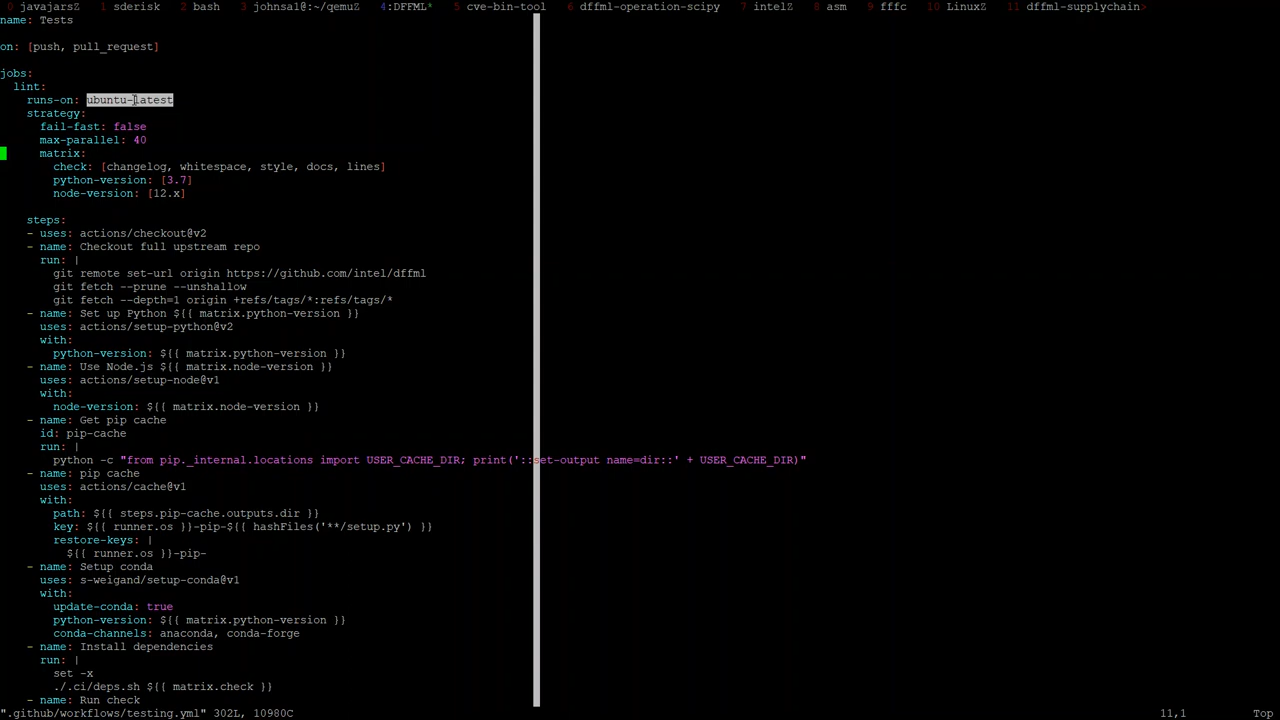 0 javajarsZ 1 sderisk 2 bash 3 johnsal@:~/qemuZ 4:DFFML* 5 cve-bin-tool 6 dffml-operation-scipy 7 intelZ 8 asm 9 fffc 10 LinuxZ 11 dffml-supplychain>
name: Tests
on: [push, pull_request]
jobs:
lint:
runs-on: ubuntu-latest
strategy:
fail-fast: false
max-parallel: 40
matrix:
check: [changelog, whitespace, style, docs, lines]
python-version: [3.7]
node-version: [12.x]
steps:
- uses: actions/checkout@v2
- name: Checkout full upstream repo
run: |
git remote set-url origin https://github.com/intel/dffml
git fetch --prune --unshallow
git fetch --depth=1 origin +refs/tags/*:refs/tags/*
- name: Set up Python ${{ matrix.python-version }}
uses: actions/setup-python@v2
with:
python-version: ${{ matrix.python-version }}
- name: Use Node.js ${{ matrix.node-version }}
uses: actions/setup-node@v1
with:
node-version: ${{ matrix.node-version }}
- name: Get pip cache
id: pip-cache
run: |
python -c "from pip._internal.locations import USER_CACHE_DIR; print('::set-output name=dir::' + USER_CACHE_DIR)"
- name: pip cache
uses: actions/cache@v1
with:
path: ${{ steps.pip-cache.outputs.dir }}
key: ${{ runner.os }}-pip-${{ hashFiles('**/setup.py') }}
restore-keys: |
${{ runner.os }}-pip-
- name: Setup conda
uses: s-weigand/setup-conda@v1
with:
update-conda: true
python-version: ${{ matrix.python-version }}
conda-channels: anaconda, conda-forge
- name: Install dependencies
run: |
set -x
./.ci/deps.sh ${{ matrix.check }}
- name: Run check
".github/workflows/testing.yml" 302L, 10980C 11,1 Top